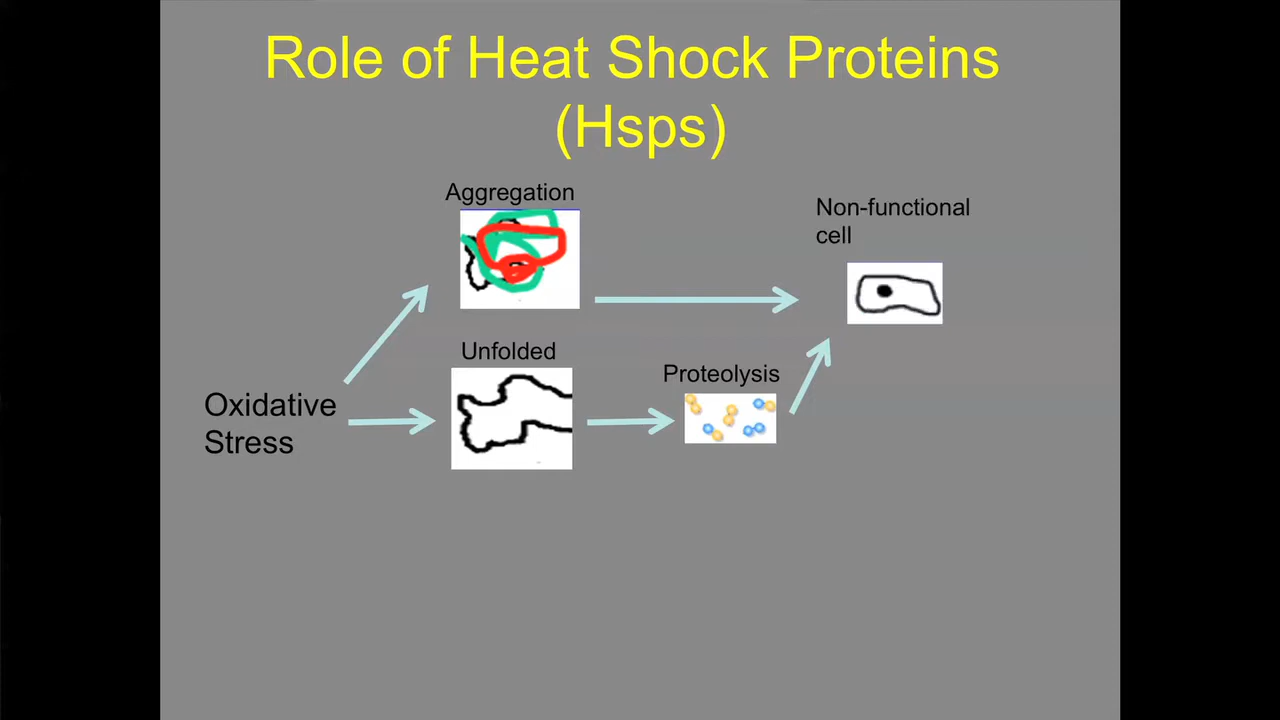 Role of Heat Shock Proteins
(Hsps)
Aggregation
Non-functional
cell
Unfolded
Proteolysis
Oxidative
Stress